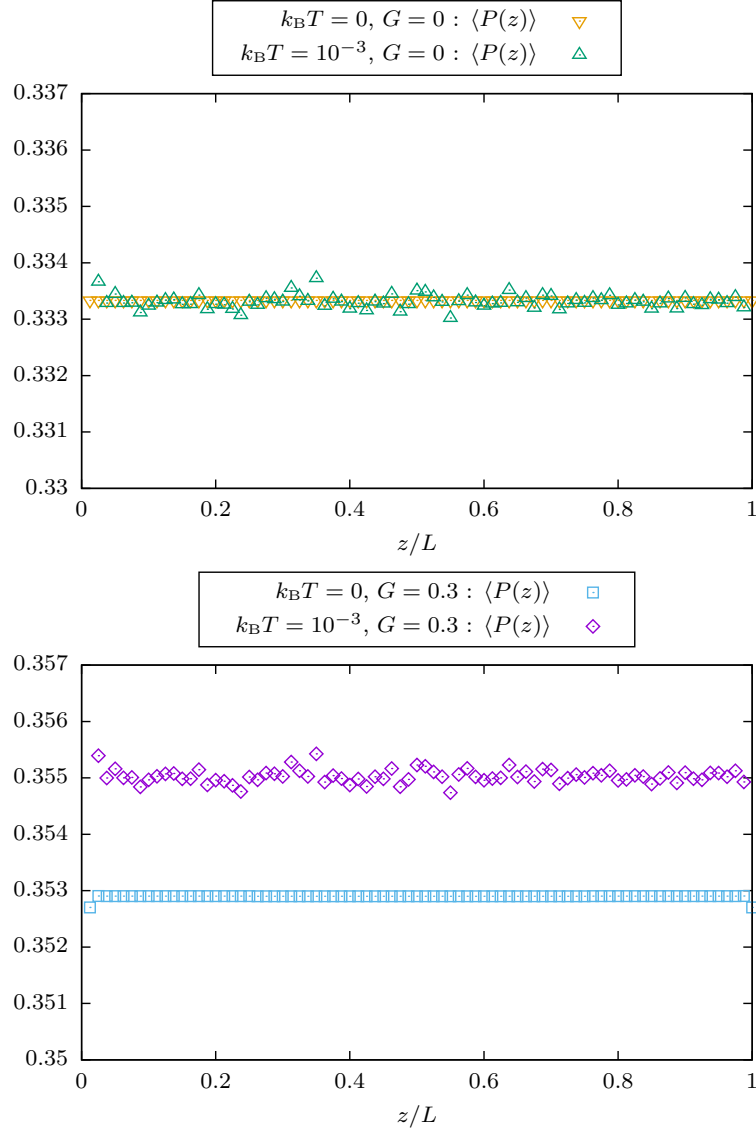 k_B T = 0, G = 0 : ⟨P(z)⟩
k_B T = 10^{-3}, G = 0 : ⟨P(z)⟩
0.337
0.336
0.335
0.334
0.333
0.332
0.331
0.33
0 0.2 0.4 0.6 0.8 1
z/L
k_B T = 0, G = 0.3 : ⟨P(z)⟩
k_B T = 10^{-3}, G = 0.3 : ⟨P(z)⟩
0.357
0.356
0.355
0.354
0.353
0.352
0.351
0.35
0 0.2 0.4 0.6 0.8 1
z/L